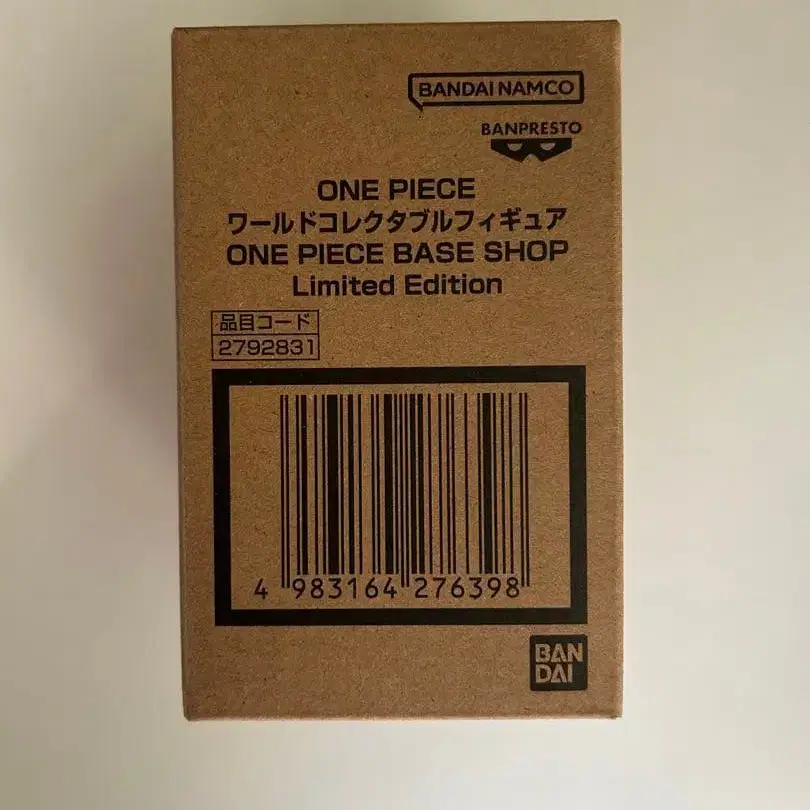 BANDAI NAMCO
BANPRESTO
ONE PIECE
ワールドコレクタブルフィギュア
ONE PIECE BASE SHOP
Limited Edition
品目コード
2792831
4 983164 276398
BAN
DAI